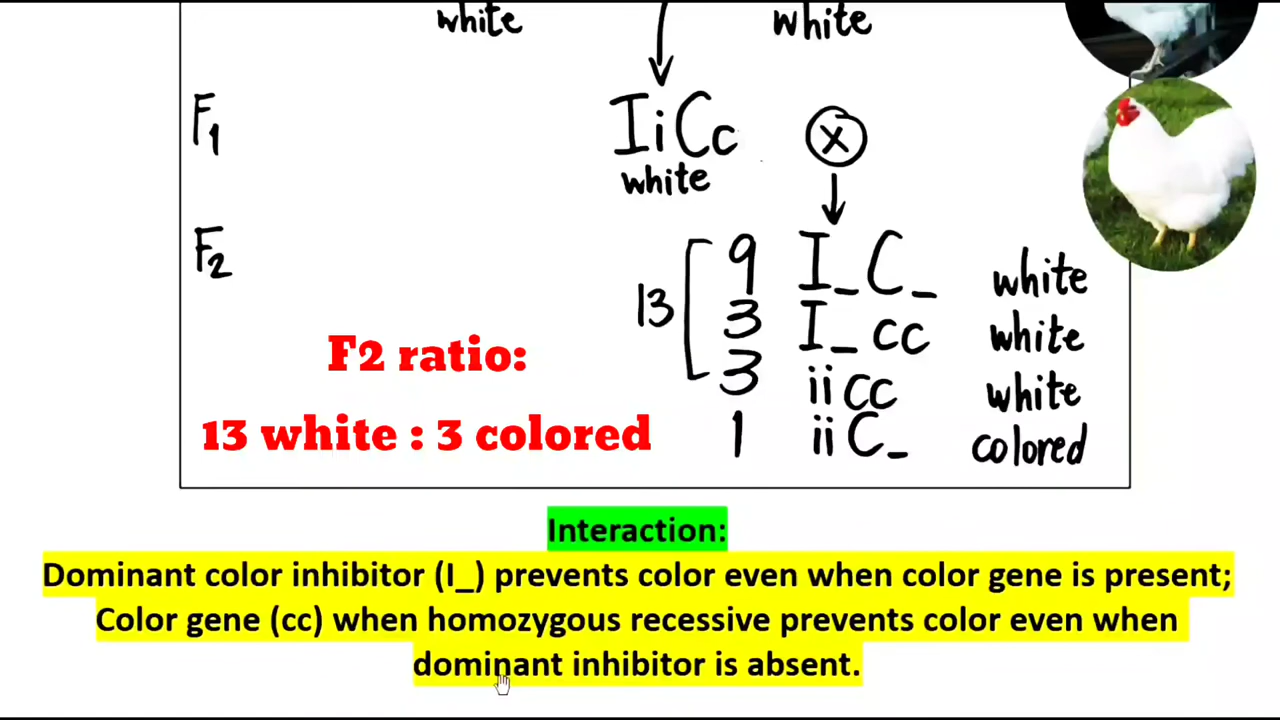 white white
F1 IiCc x
white
F2 9 I_C_ white
13 3 I_cc white
3 iicc white
1 iiC_ colored
F2 ratio:
13 white : 3 colored
Interaction:
Dominant color inhibitor (I_) prevents color even when color gene is present;
Color gene (cc) when homozygous recessive prevents color even when
dominant inhibitor is absent.